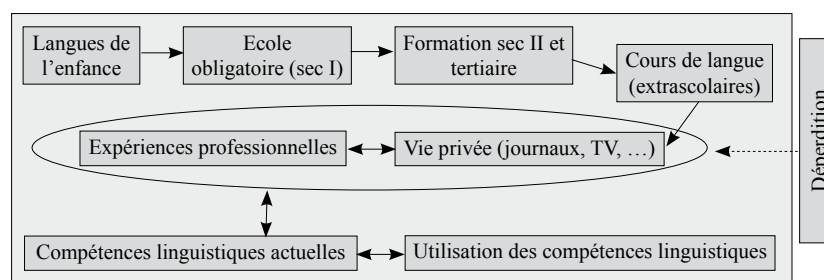 Langues de
l’enfance
Ecole
obligatoire (sec I)
Formation sec II et
tertiaire
Cours de langue
(extrascolaires)
Déperdition
Expériences professionnelles
Vie privée (journaux, TV, …)
Compétences linguistiques actuelles
Utilisation des compétences linguistiques